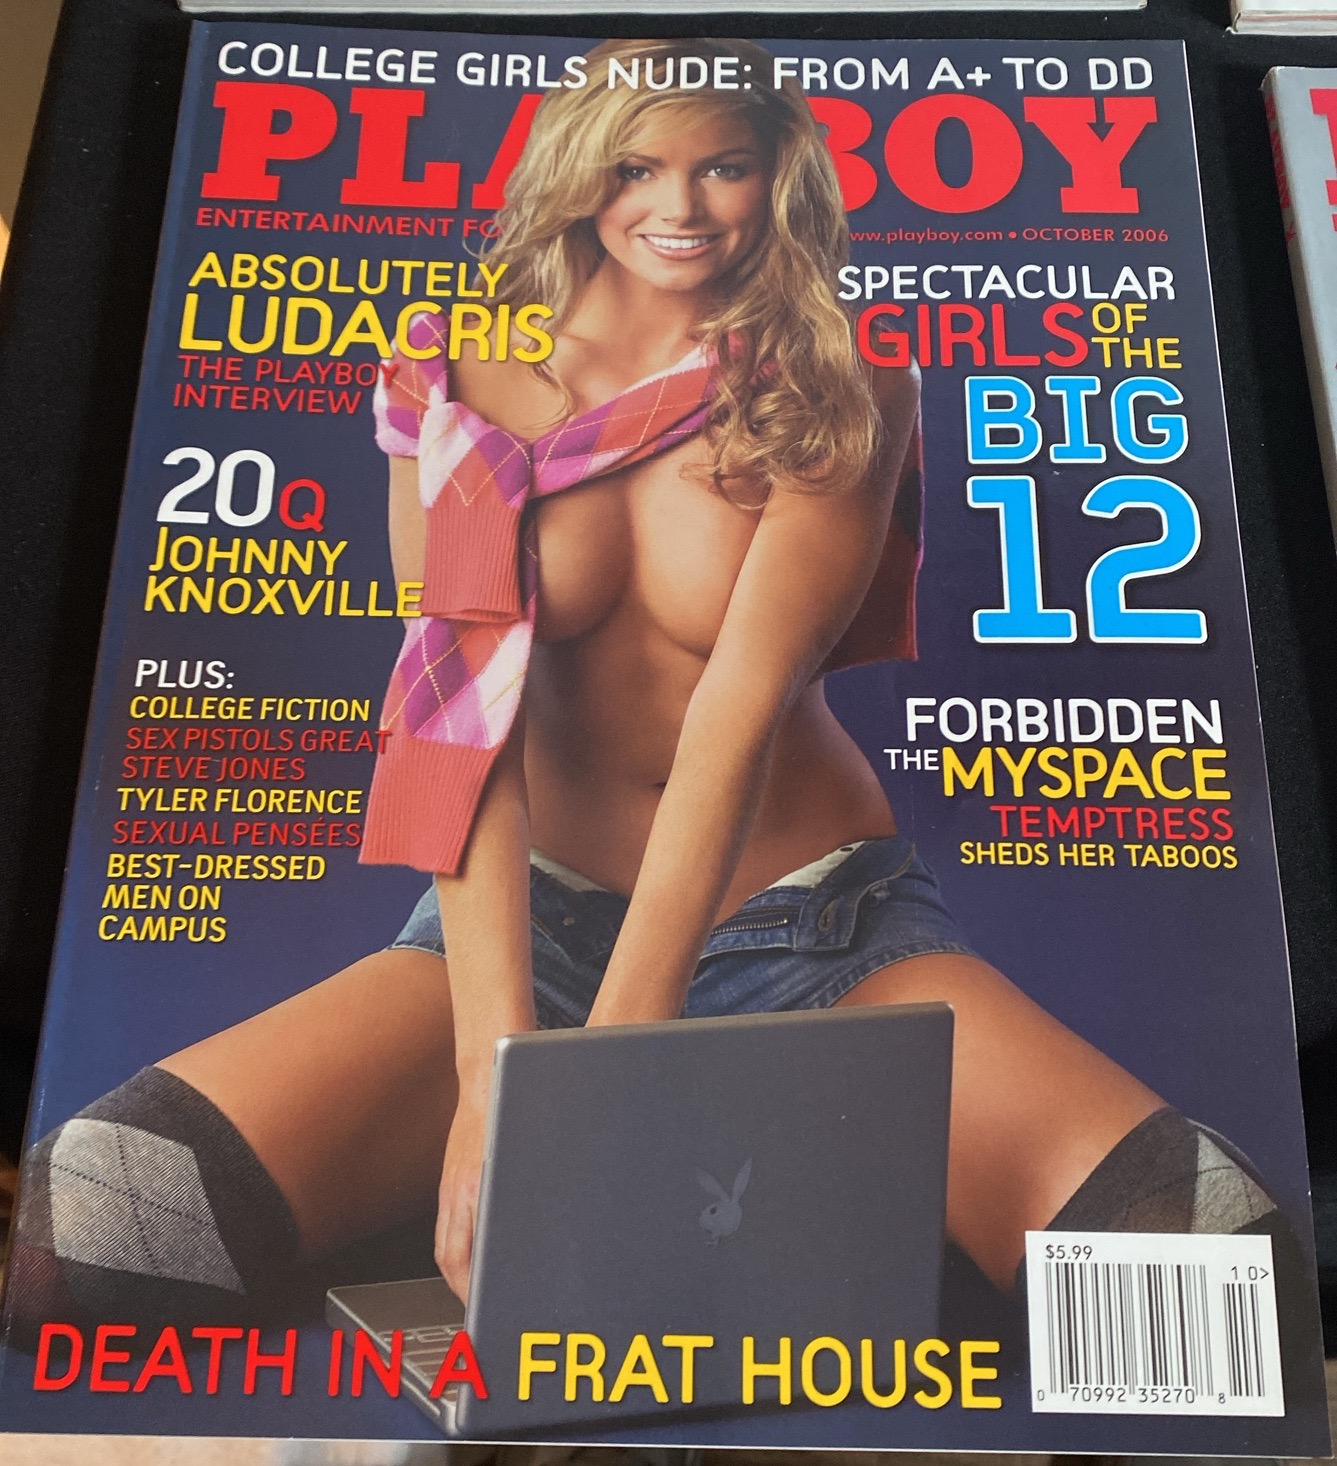 COLLEGE GIRLS NUDE: FROM A+ TO DD
PLAYBOY
ENTERTAINMENT
www.playboy.com • OCTOBER 2006
ABSOLUTELY
LUDACRIS
THE PLAYBOY
INTERVIEW
20Q
JOHNNY
KNOXVILLE
PLUS:
COLLEGE FICTION
SEX PISTOLS GREAT
STEVE JONES
TYLER FLORENCE
SEXUAL PENSÉES
BEST-DRESSED
MEN ON
CAMPUS
SPECTACULAR
GIRLS OF THE
BIG
12
FORBIDDEN
THE MYSPACE
TEMPTRESS
SHEDS HER TABOOS
DEATH IN A FRAT HOUSE
$5.99
10>
0 70992 35270 8